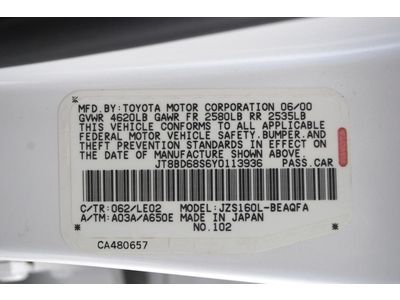 MFD. BY: TOYOTA MOTOR CORPORATION 06/00
GVWR 4620LB GAWR FR 2580LB RR 2535LB
THIS VEHICLE CONFORMS TO ALL APPLICABLE
FEDERAL MOTOR VEHICLE SAFETY, BUMPER, AND
THEFT PREVENTION STANDARDS IN EFFECT ON
THE DATE OF MANUFACTURE SHOWN ABOVE.
JT8BD68S6Y0113936 PASS.CAR
C/TR: 062/LE02 MODEL: JZS160L-BEAQFA
A/TM: A03A/A650E MADE IN JAPAN
NO.102
CA480657